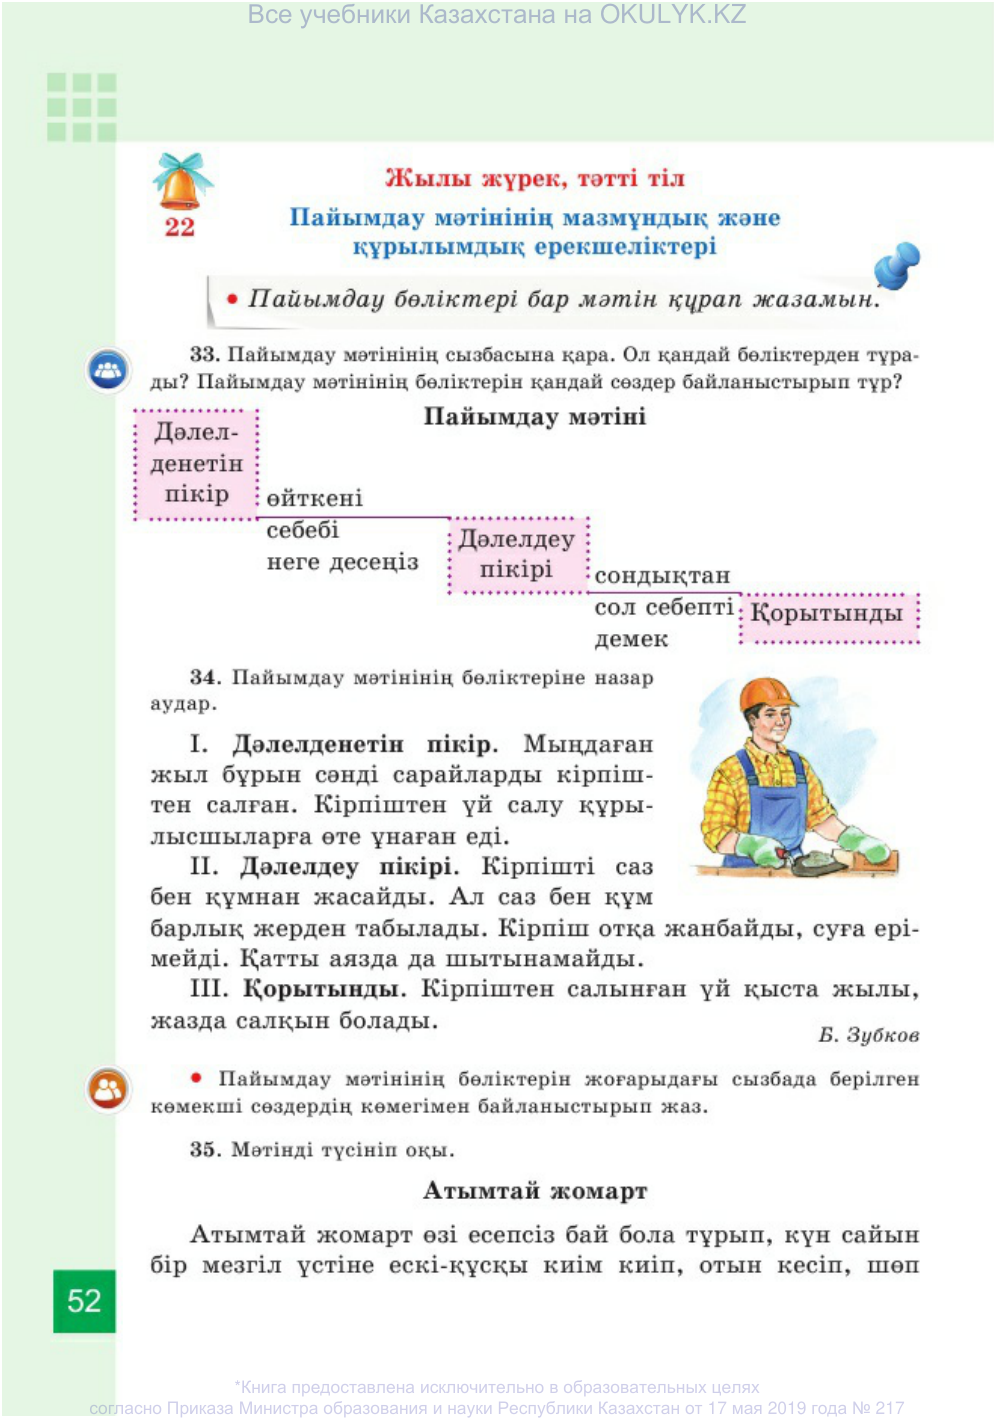 Все учебники Казахстана на OKULYK.KZ
22
Жылы жүрек, тәтті тіл
Пайымдау мәтінінің мазмұндық және
құрылымдық ерекшеліктері
• Пайымдау бөліктері бар мәтін құрап жазамын.
33. Пайымдау мәтінінің сызбасына қара. Ол қандай бөліктерден тұра-
ды? Пайымдау мәтінінің бөліктерін қандай сөздер байланыстырып тұр?
Пайымдау мәтіні
Дәлел-
денетін
пікір
өйткені
себебі
неге десеңіз
Дәлелдеу
пікірі
сондықтан
сол себепті
демек
Қорытынды
34. Пайымдау мәтінінің бөліктеріне назар
аудар.
I. Дәлелденетін пікір. Мыңдаған
жыл бұрын сәнді сарайларды кірпіш-
тен салған. Кірпіштен үй салу құры-
лысшыларға өте ұнаған еді.
II. Дәлелдеу пікірі. Кірпішті саз
бен құмнан жасайды. Ал саз бен құм
барлық жерден табылады. Кірпіш отқа жанбайды, суға ері-
мейді. Қатты аязда да шытынамайды.
III. Қорытынды. Кірпіштен салынған үй қыста жылы,
жазда салқын болады.
Б. Зубков
• Пайымдау мәтінінің бөліктерін жоғарыдағы сызбада берілген
көмекші сөздердің көмегімен байланыстырып жаз.
35. Мәтінді түсініп оқы.
Атымтай жомарт
Атымтай жомарт өзі есепсіз бай бола тұрып, күн сайын
бір мезгіл үстіне ескі-құсқы киім киіп, отын кесіп, шөп
52
*Книга предоставлена исключительно в образовательных целях
согласно Приказа Министра образования и науки Республики Казахстан от 17 мая 2019 года № 217